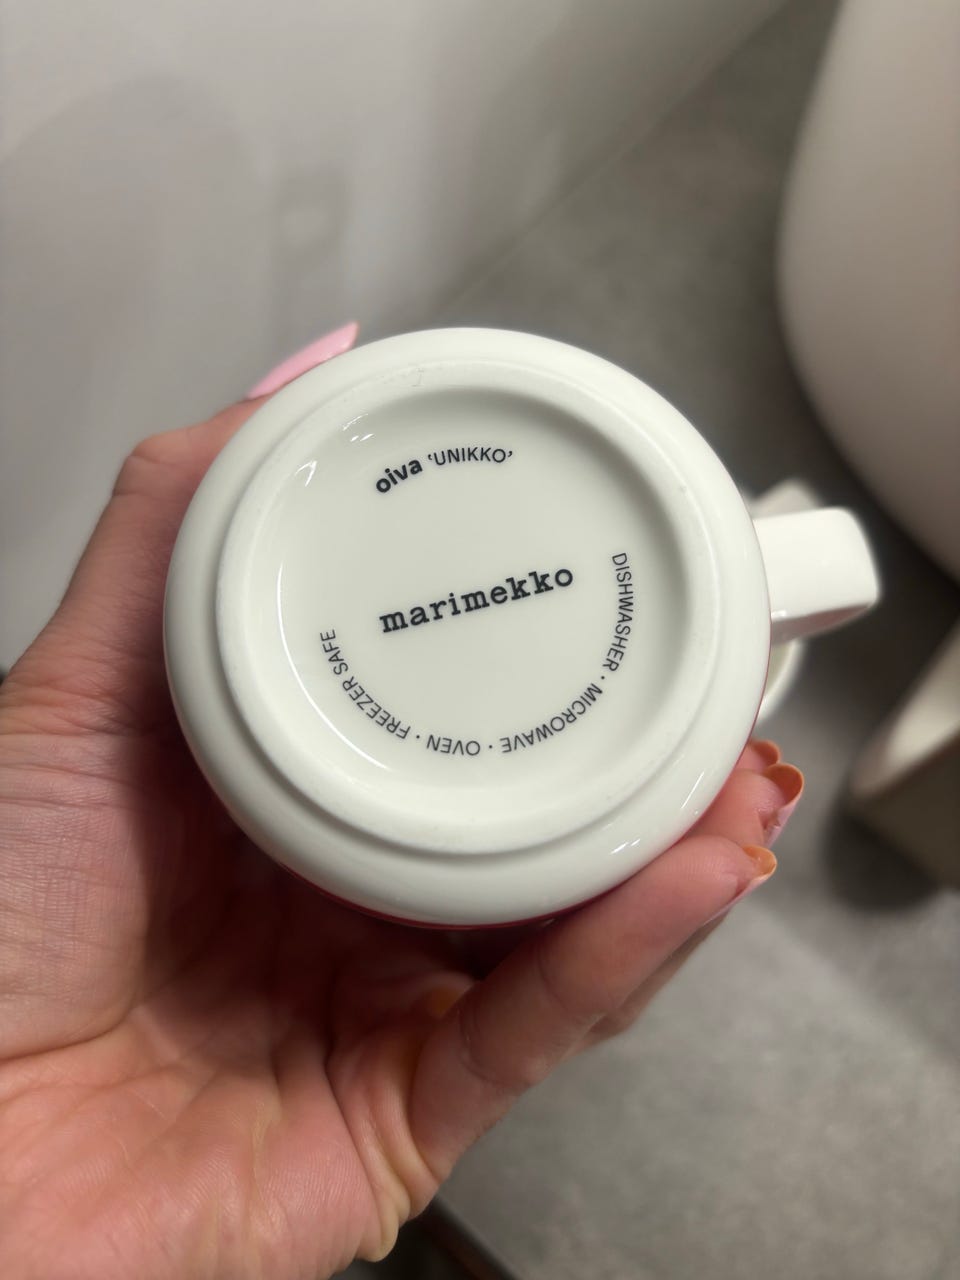 oiva ‘UNIKKO’
marimekko
DISHWASHER · MICROWAVE · OVEN · FREEZER SAFE